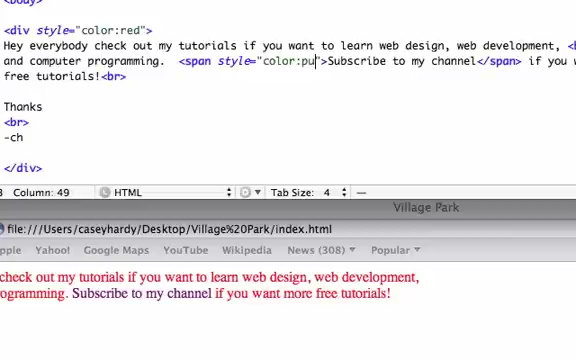 <body>
<div style="color:red">
Hey everybody check out my tutorials if you want to learn web design, web development, <b
and computer programming. <span style="color:pu">Subscribe to my channel</span> if you w
free tutorials!<br>
Thanks
<br>
-ch
</div>
3 Column: 49 HTML Tab Size: 4 —
Village Park
file:///Users/caseyhardy/Desktop/Village%20Park/index.html
pple Yahoo! Google Maps YouTube Wikipedia News (308) Popular
check out my tutorials if you want to learn web design, web development,
rogramming. Subscribe to my channel if you want more free tutorials!